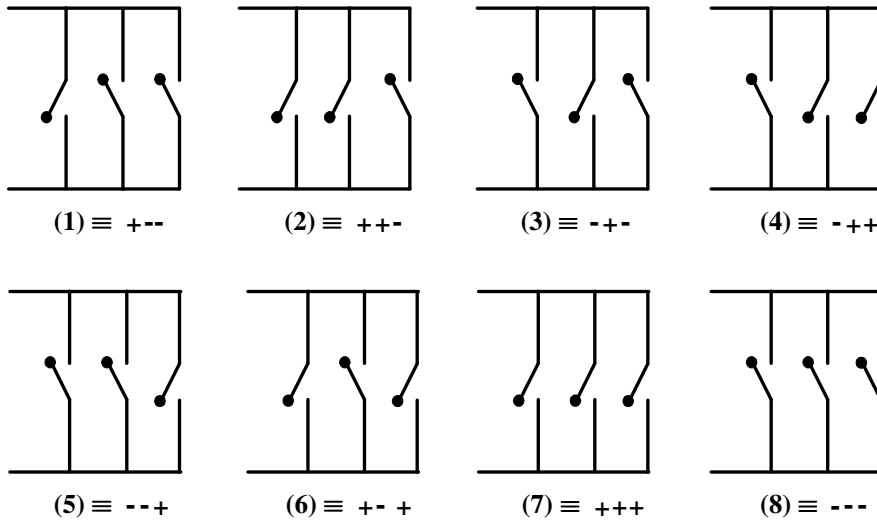 (1) ≡ +-- (2) ≡ ++- (3) ≡ -+- (4) ≡ -++
(5) ≡ --+ (6) ≡ +- + (7) ≡ +++ (8) ≡ ---